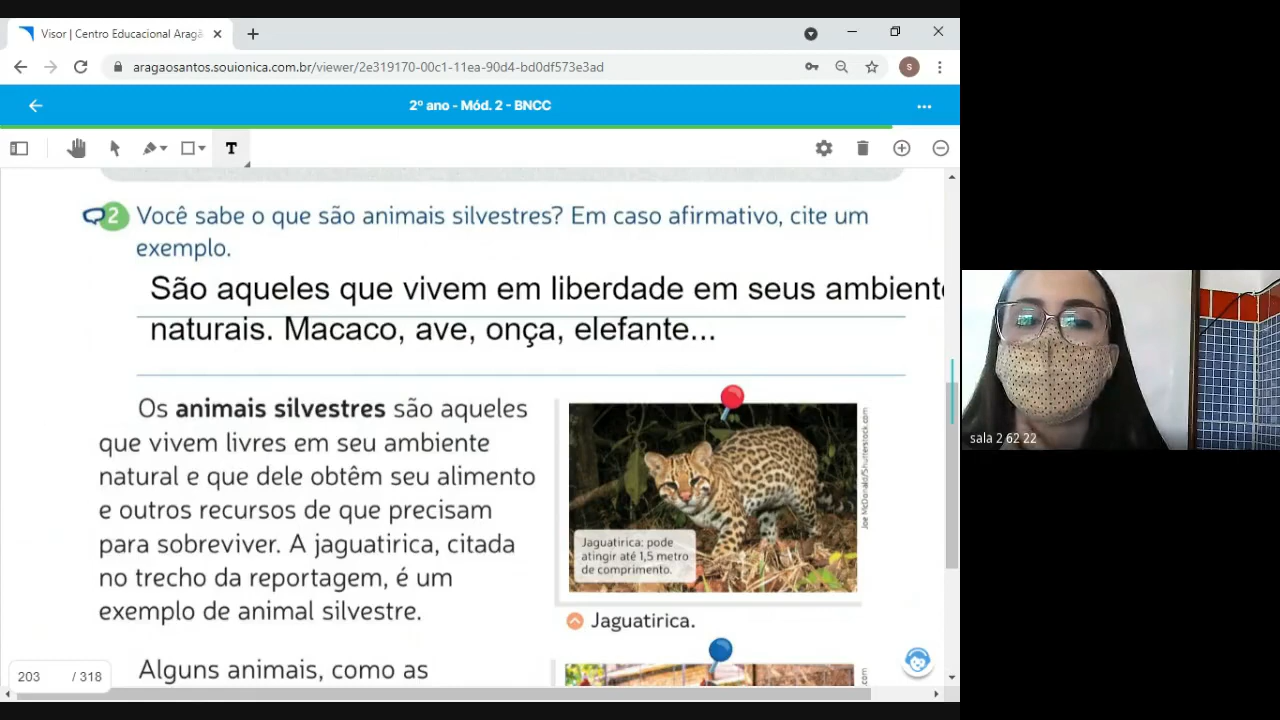 Visor | Centro Educacional Aragã
aragaosantos.souionica.com.br/viewer/2e319170-00c1-11ea-90d4-bd0df573e3ad
S
2º ano - Mód. 2 - BNCC
T
2 Você sabe o que são animais silvestres? Em caso afirmativo, cite um
exemplo.
São aqueles que vivem em liberdade em seus ambient
naturais. Macaco, ave, onça, elefante...
Os animais silvestres são aqueles
que vivem livres em seu ambiente
natural e que dele obtêm seu alimento
e outros recursos de que precisam
para sobreviver. A jaguatirica, citada
no trecho da reportagem, é um
exemplo de animal silvestre.
Alguns animais, como as
Jaguatirica: pode
atingir até 1,5 metro
de comprimento.
Joe McDonald/Shutterstock.com
Jaguatirica.
.com
203 / 318
sala 2 62 22